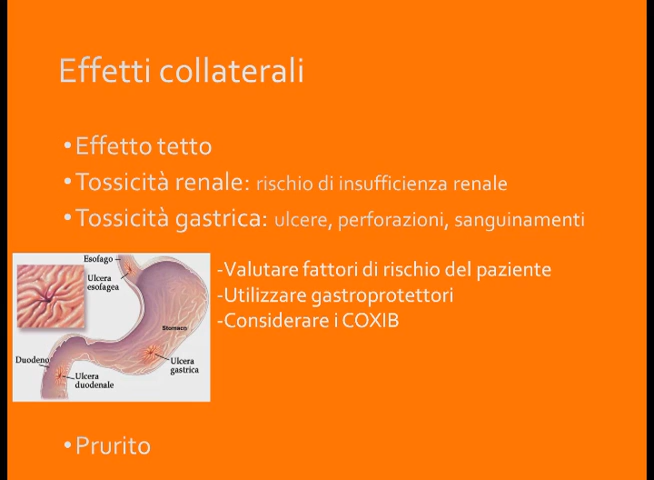 Effetti collaterali
•Effetto tetto
•Tossicità renale: rischio di insufficienza renale
•Tossicità gastrica: ulcere, perforazioni, sanguinamenti
Esofago
Ulcera
esofagea
Stomaco
Duodeno
Ulcera
gastrica
Ulcera
duodenale
-Valutare fattori di rischio del paziente
-Utilizzare gastroprotettori
-Considerare i COXIB
•Prurito